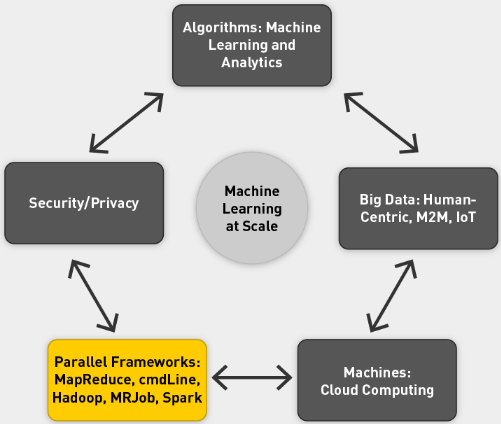 Algorithms: Machine
Learning and
Analytics
Security/Privacy
Machine
Learning
at Scale
Big Data: Human-
Centric, M2M, IoT
Parallel Frameworks:
MapReduce, cmdLine,
Hadoop, MRJob, Spark
Machines:
Cloud Computing